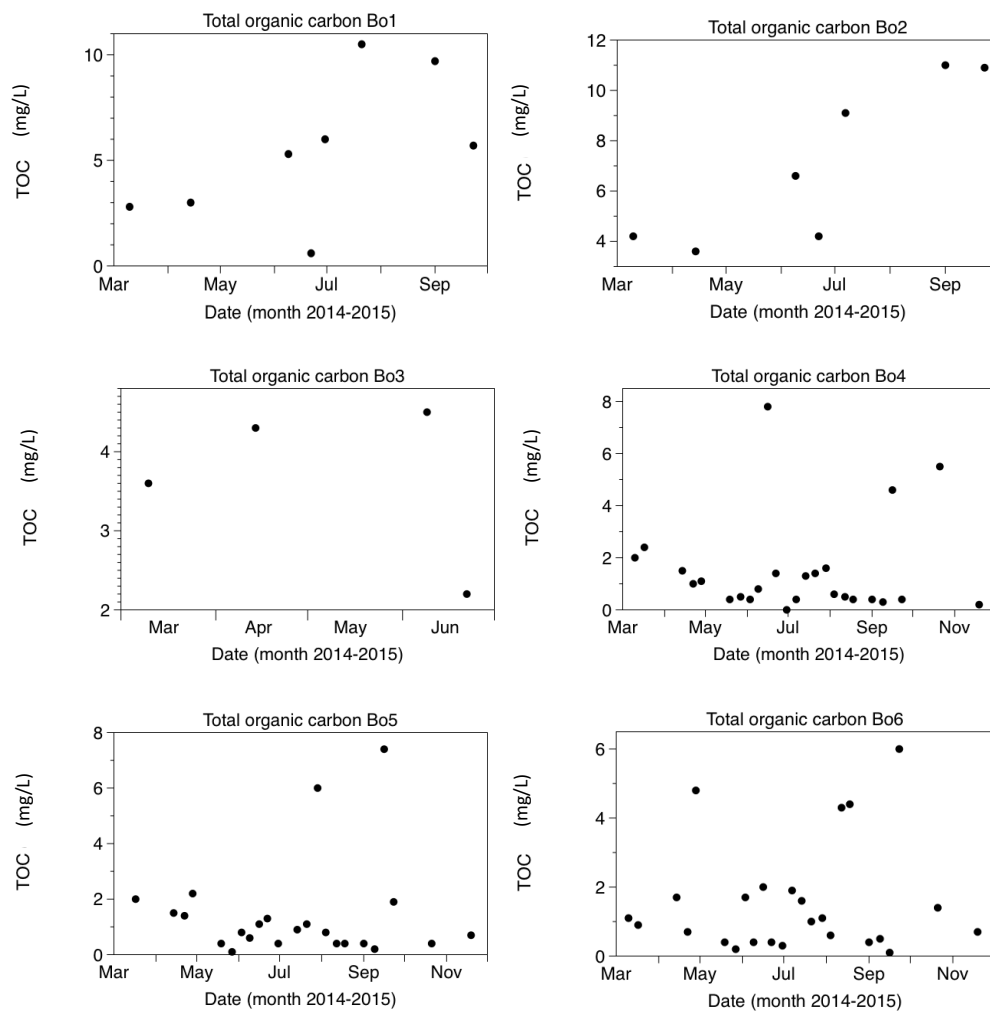 Total organic carbon Bo1
10
5
0
TOC (mg/L)
Mar May Jul Sep
Date (month 2014-2015)
Total organic carbon Bo2
12
10
8
6
4
TOC (mg/L)
Mar May Jul Sep
Date (month 2014-2015)
Total organic carbon Bo3
4
3
2
TOC (mg/L)
Mar Apr May Jun
Date (month 2014-2015)
Total organic carbon Bo4
8
6
4
2
0
TOC (mg/L)
Mar May Jul Sep Nov
Date (month 2014-2015)
Total organic carbon Bo5
8
6
4
2
0
TOC (mg/L)
Mar May Jul Sep Nov
Date (month 2014-2015)
Total organic carbon Bo6
6
4
2
0
TOC (mg/L)
Mar May Jul Sep Nov
Date (month 2014-2015)